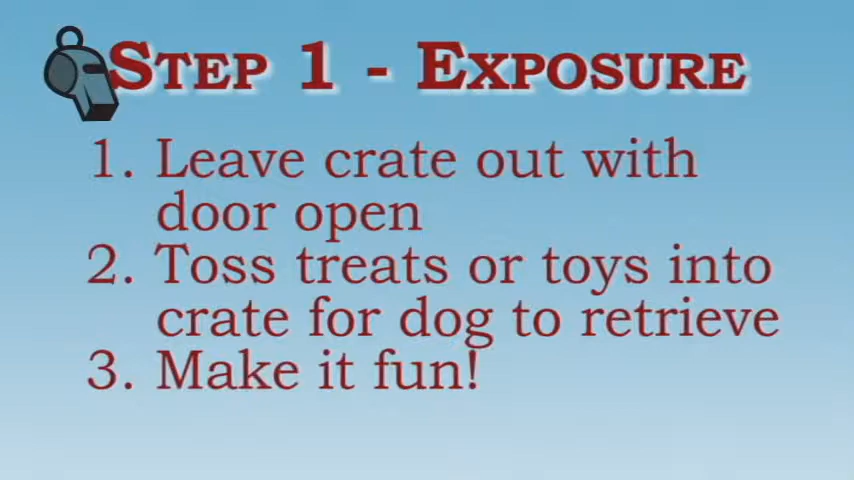 Step 1 - Exposure
1. Leave crate out with
door open
2. Toss treats or toys into
crate for dog to retrieve
3. Make it fun!